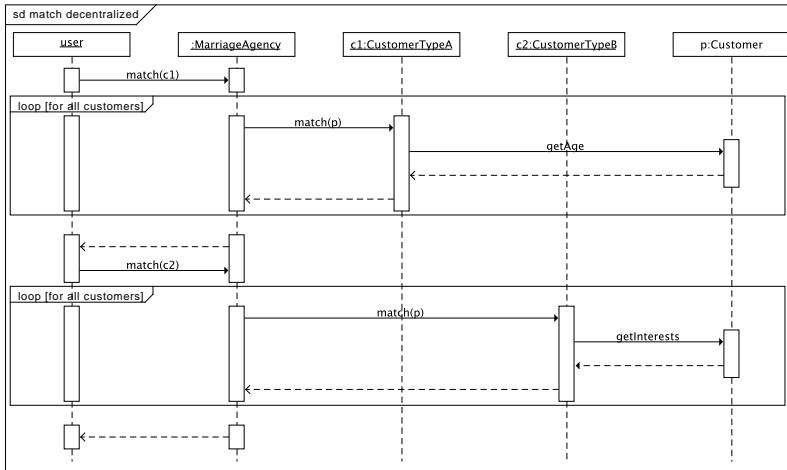 sd match decentralized
user
:MarriageAgency
c1:CustomerTypeA
c2:CustomerTypeB
p:Customer
match(c1)
loop [for all customers]
match(p)
getAge
match(c2)
loop [for all customers]
match(p)
getInterests